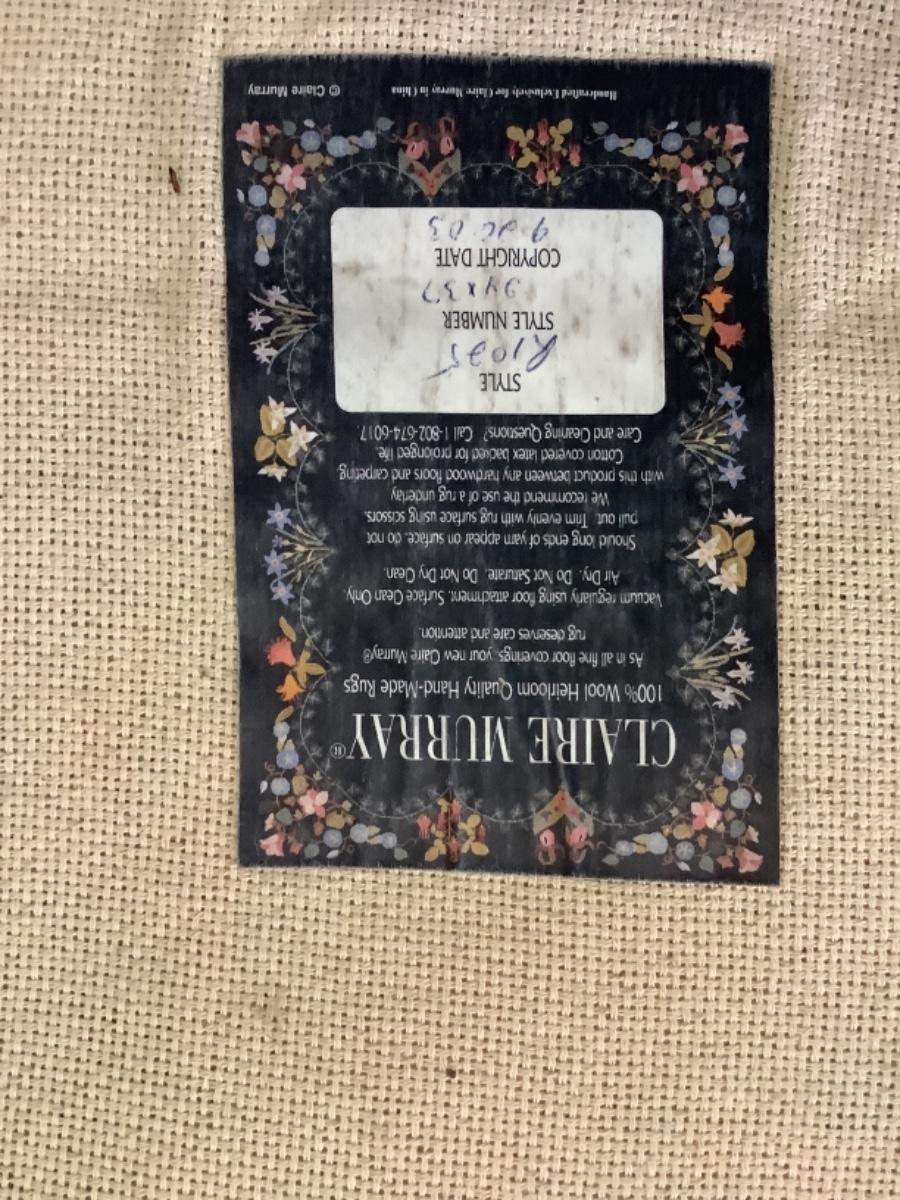 CLAIRE MURRAY®
100% Wool Heirloom Quality Hand-Made Rugs
As in all fine floor coverings, your new Claire Murray®
rug deserves care and attention.
Vacuum regularly using floor attachment. Surface Clean Only.
Air Dry. Do Not Saturate. Do Not Dry Clean.
Should long ends of yarn appear on surface, do not
pull out. Trim evenly with rug surface using scissors.
We recommend the use of a rug underlay
with this product between any hardwood floors and carpeting.
Cotton covered latex backed for prolonged life.
Care and Cleaning Questions? Call 1-802-674-6017.
STYLE
R1025
STYLE NUMBER
24x37
COPYRIGHT DATE
9 26 03
Handcrafted Exclusively for Claire Murray in China
© Claire Murray